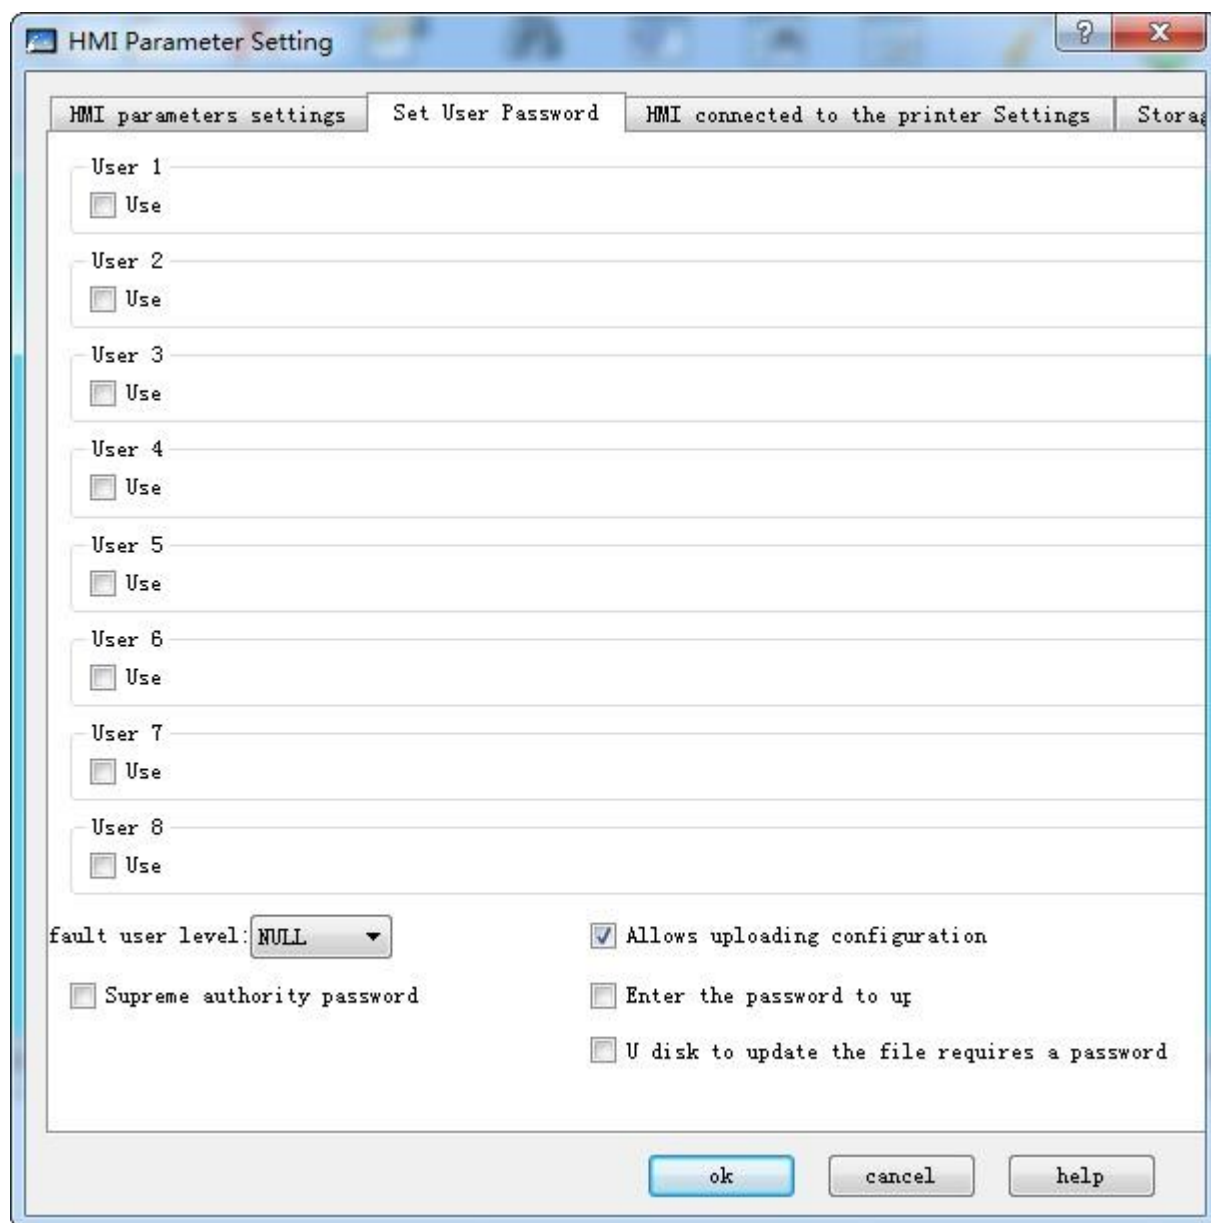 HMI Parameter Setting
HMI parameters settings Set User Password HMI connected to the printer Settings Storag
User 1
Use
User 2
Use
User 3
Use
User 4
Use
User 5
Use
User 6
Use
User 7
Use
User 8
Use
fault user level: NULL Allows uploading configuration
Supreme authority password Enter the password to up
U disk to update the file requires a password
ok cancel help